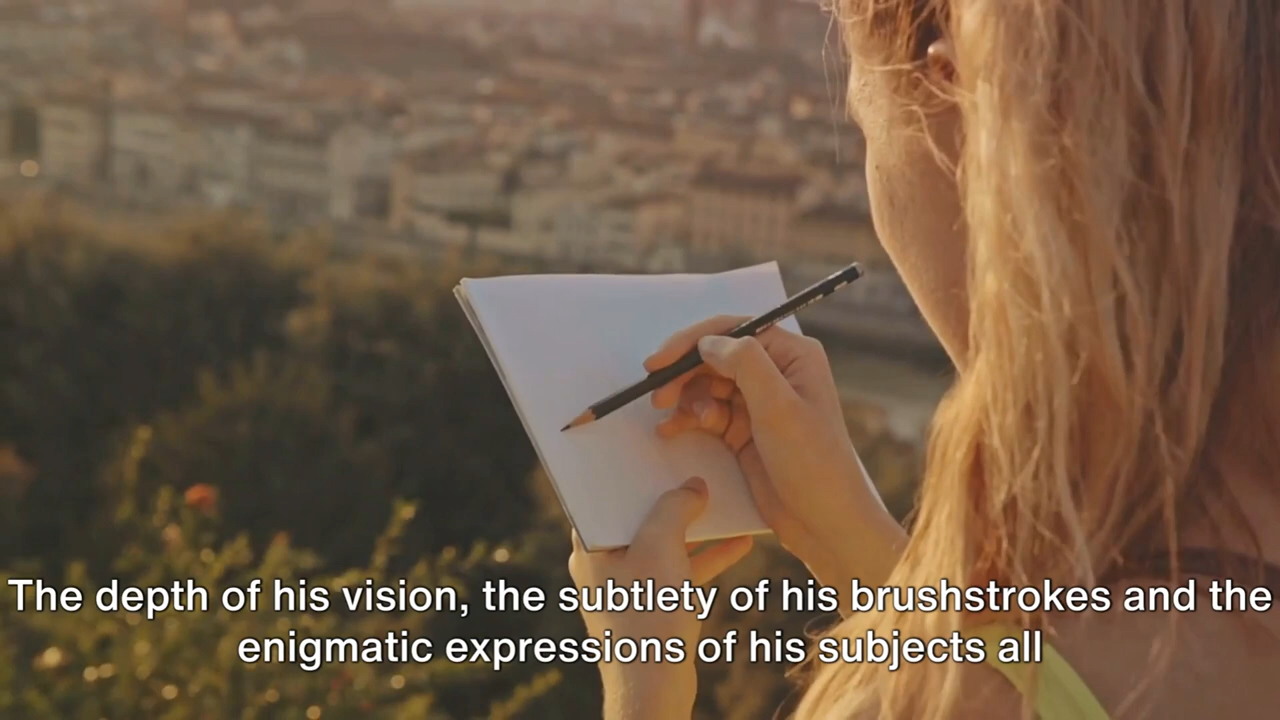 The depth of his vision, the subtlety of his brushstrokes and the
enigmatic expressions of his subjects all